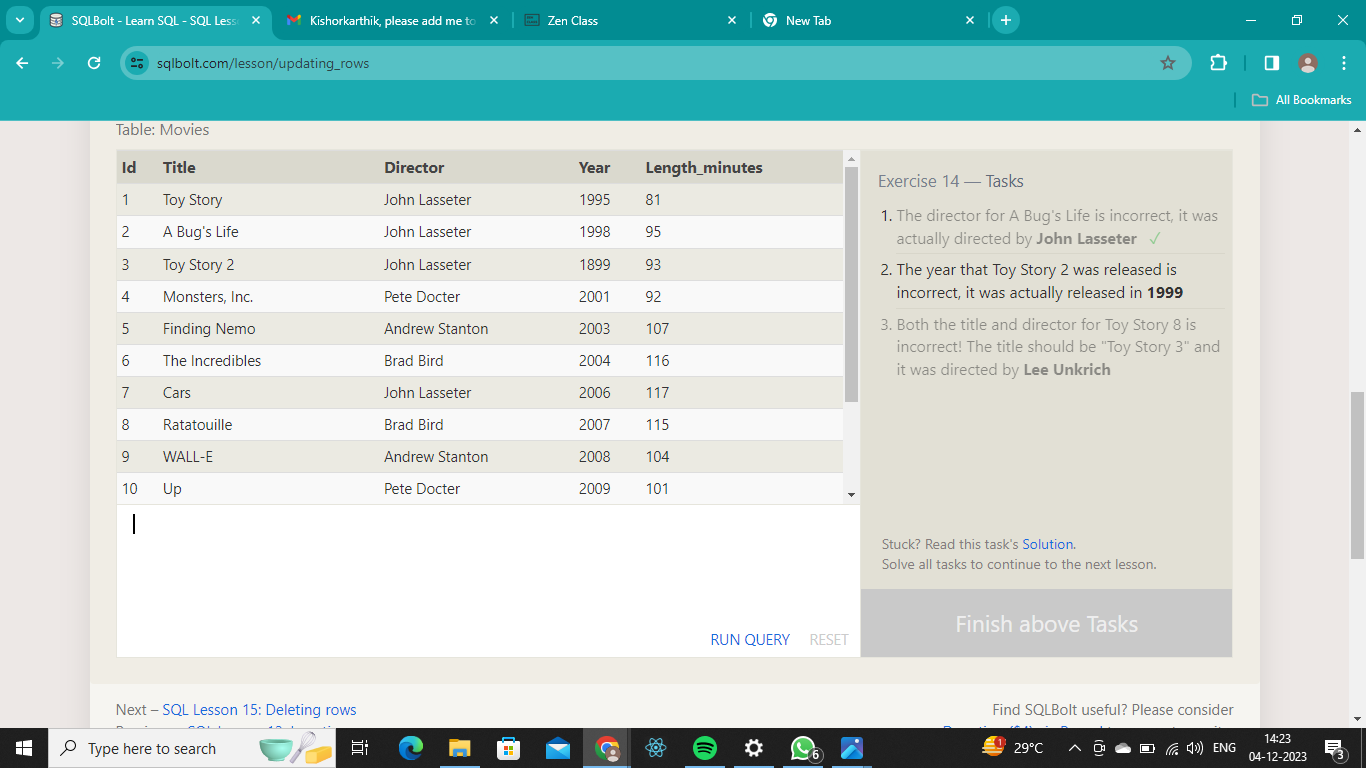 SQLBolt - Learn SQL - SQL Less
Kishorkarthik, please add me to
Zen Class
New Tab
sqlbolt.com/lesson/updating_rows
All Bookmarks
Table: Movies
Id Title Director Year Length_minutes
1 Toy Story John Lasseter 1995 81
2 A Bug's Life John Lasseter 1998 95
3 Toy Story 2 John Lasseter 1899 93
4 Monsters, Inc. Pete Docter 2001 92
5 Finding Nemo Andrew Stanton 2003 107
6 The Incredibles Brad Bird 2004 116
7 Cars John Lasseter 2006 117
8 Ratatouille Brad Bird 2007 115
9 WALL-E Andrew Stanton 2008 104
10 Up Pete Docter 2009 101
RUN QUERY RESET
Exercise 14 — Tasks
1. The director for A Bug's Life is incorrect, it was
actually directed by John Lasseter ✓
2. The year that Toy Story 2 was released is
incorrect, it was actually released in 1999
3. Both the title and director for Toy Story 8 is
incorrect! The title should be "Toy Story 3" and
it was directed by Lee Unkrich
Stuck? Read this task's Solution.
Solve all tasks to continue to the next lesson.
Finish above Tasks
Next – SQL Lesson 15: Deleting rows
Find SQLBolt useful? Please consider
Type here to search
6
1
29°C
ENG
14:23
04-12-2023
3